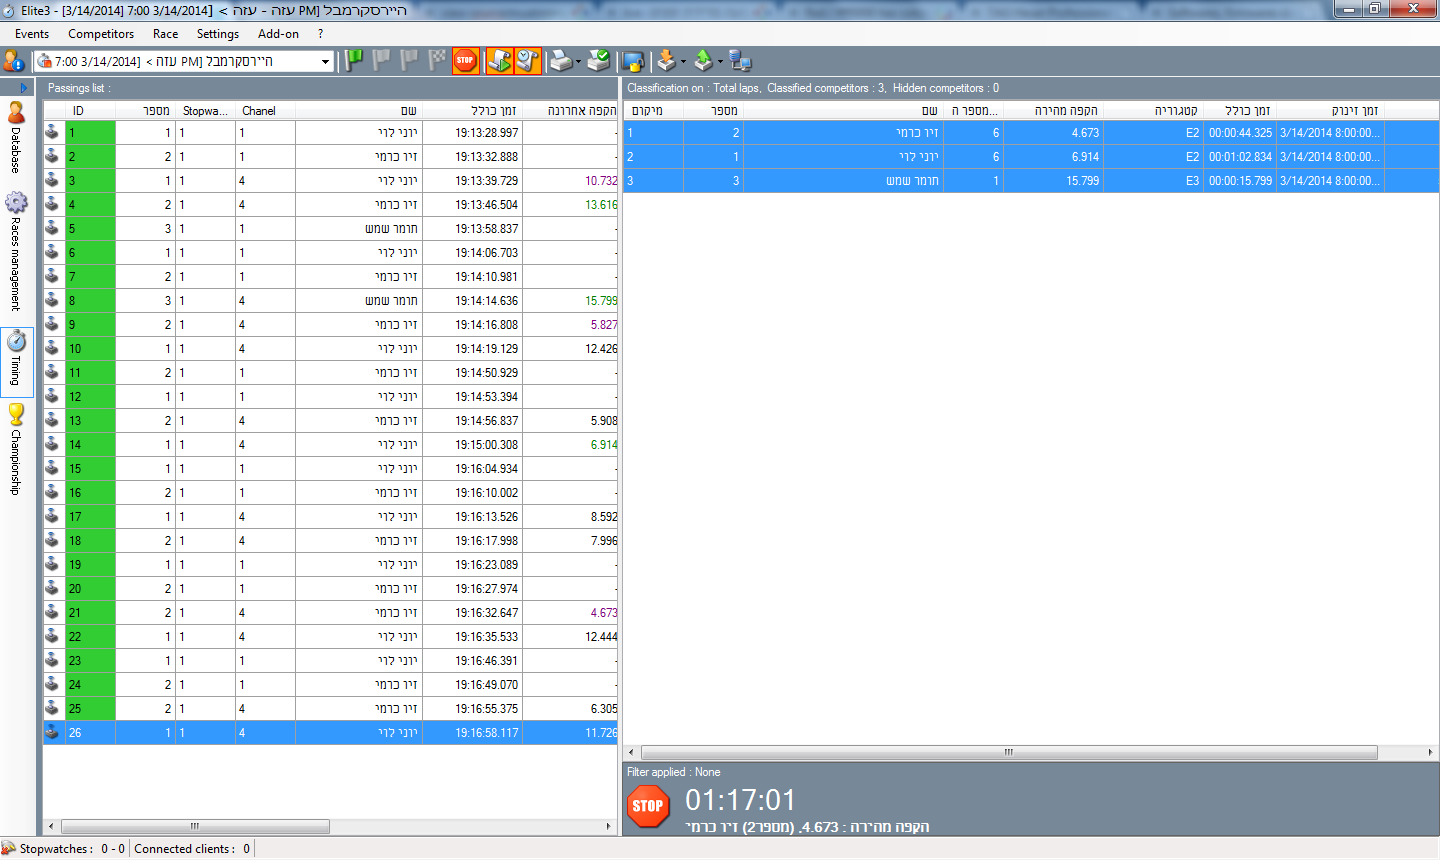 Elite3 - [3/14/2014] 7:00 3/14/2014] < היירסקרמבל [PM עזה - עזה
Events Competitors Race Settings Add-on ?
7:00 3/14/2014] < היירסקרמבל [PM עזה STOP
Passings list :
ID מספר Stopwa... Chanel שם זמן כולל הקפה אחרונה
1 1 1 1 יוני לוי 19:13:28.997 -
2 2 1 1 זיו כרמי 19:13:32.888 -
3 1 1 4 יוני לוי 19:13:39.729 10.732
4 2 1 4 זיו כרמי 19:13:46.504 13.616
5 3 1 1 תומר שמש 19:13:58.837 -
6 1 1 1 יוני לוי 19:14:06.703 -
7 2 1 1 זיו כרמי 19:14:10.981 -
8 3 1 4 תומר שמש 19:14:14.636 15.799
9 2 1 4 זיו כרמי 19:14:16.808 5.827
10 1 1 4 יוני לוי 19:14:19.129 12.426
11 2 1 1 זיו כרמי 19:14:50.929 -
12 1 1 1 יוני לוי 19:14:53.394 -
13 2 1 4 זיו כרמי 19:14:56.837 5.908
14 1 1 4 יוני לוי 19:15:00.308 6.914
15 1 1 1 יוני לוי 19:16:04.934 -
16 2 1 1 זיו כרמי 19:16:10.002 -
17 1 1 4 יוני לוי 19:16:13.526 8.592
18 2 1 4 זיו כרמי 19:16:17.998 7.996
19 1 1 1 יוני לוי 19:16:23.089 -
20 2 1 1 זיו כרמי 19:16:27.974 -
21 2 1 4 זיו כרמי 19:16:32.647 4.673
22 1 1 4 יוני לוי 19:16:35.533 12.444
23 1 1 1 יוני לוי 19:16:46.391 -
24 2 1 1 זיו כרמי 19:16:49.070 -
25 2 1 4 זיו כרמי 19:16:55.375 6.305
26 1 1 4 יוני לוי 19:16:58.117 11.726
Classification on : Total laps, Classified competitors : 3, Hidden competitors : 0
מיקום מספר שם מספר ה... הקפה מהירה קטגורייה זמן כולל זמן זינוק
1 2 זיו כרמי 6 4.673 E2 00:00:44.325 3/14/2014 8:00:00...
2 1 יוני לוי 6 6.914 E2 00:01:02.834 3/14/2014 8:00:00...
3 3 תומר שמש 1 15.799 E3 00:00:15.799 3/14/2014 8:00:00...
Filter applied : None
STOP 01:17:01
הקפה מהירה : 4.673, (מספר2) זיו כרמי
Database
Races management
Timing
Championship
Stopwatches : 0 - 0 Connected clients : 0